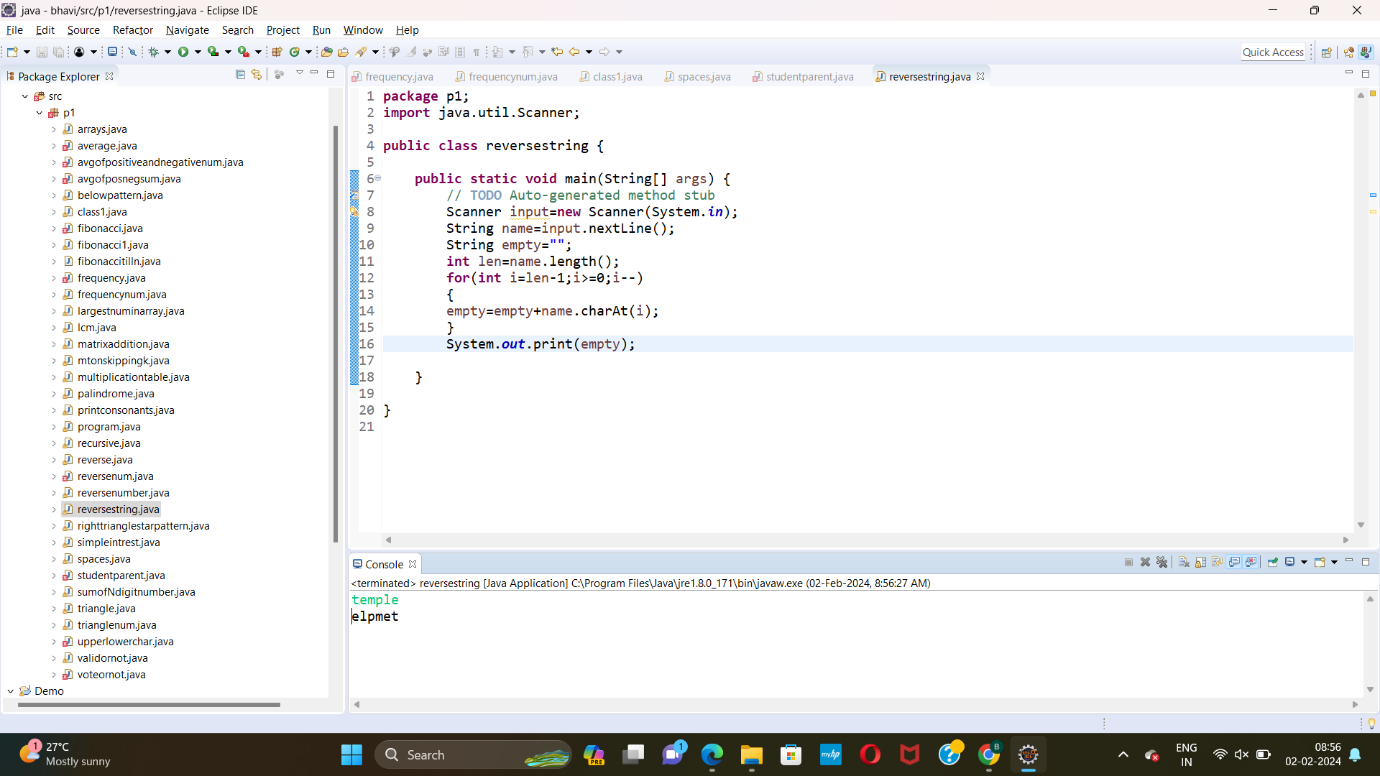 java - bhavi/src/p1/reversestring.java - Eclipse IDE
File Edit Source Refactor Navigate Search Project Run Window Help
Quick Access
Package Explorer
src
p1
arrays.java
average.java
avgofpositiveandnegativenum.java
avgofposnegsum.java
belowpattern.java
class1.java
fibonacci.java
fibonacci1.java
fibonaccitilln.java
frequency.java
frequencynum.java
largestnuminarray.java
lcm.java
matrixaddition.java
mtonskippingk.java
multiplicationtable.java
palindrome.java
printconsonants.java
program.java
recursive.java
reverse.java
reversenum.java
reversenumber.java
reversestring.java
righttrianglestarpattern.java
simpleintrest.java
spaces.java
studentparent.java
sumofNdigitnumber.java
triangle.java
trianglenum.java
upperlowerchar.java
validornot.java
voteornot.java
Demo
frequency.java frequencynum.java class1.java spaces.java studentparent.java reversestring.java
1 package p1;
2 import java.util.Scanner;
3
4 public class reversestring {
5
6 public static void main(String[] args) {
7 // TODO Auto-generated method stub
8 Scanner input=new Scanner(System.in);
9 String name=input.nextLine();
10 String empty="";
11 int len=name.length();
12 for(int i=len-1;i>=0;i--)
13 {
14 empty=empty+name.charAt(i);
15 }
16 System.out.print(empty);
17
18 }
19
20 }
21
Console
<terminated> reversestring [Java Application] C:\Program Files\Java\jre1.8.0_171\bin\javaw.exe (02-Feb-2024, 8:56:27 AM)
temple
elpmet
1
27°C
Mostly sunny
Search
PRE
1
my hp
B
ENG
IN
08:56
02-02-2024